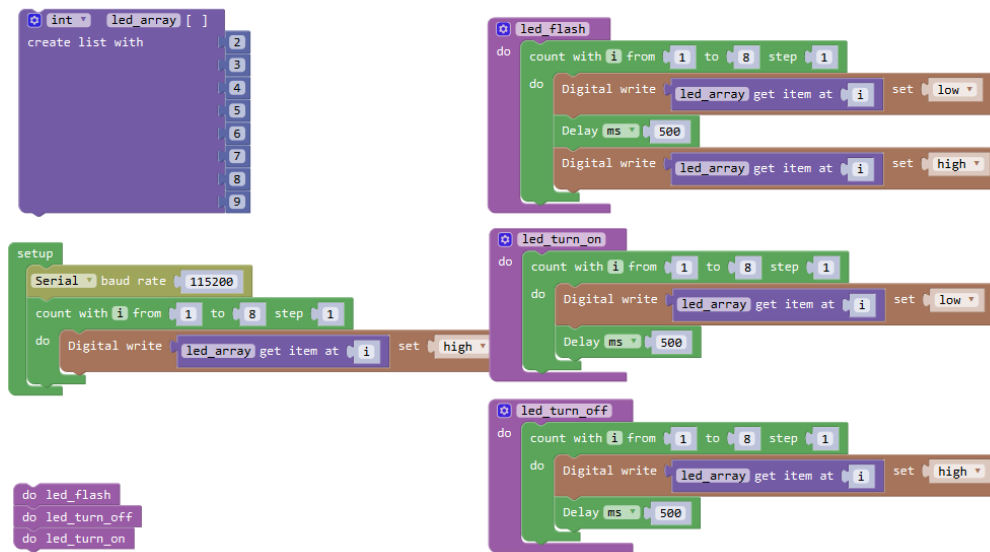 int led_array [ ]
create list with 2
3
4
5
6
7
8
9
setup
Serial baud rate 115200
count with i from 1 to 8 step 1
do Digital write led_array get item at i set high
do led_flash
do led_turn_off
do led_turn_on
led_flash
do count with i from 1 to 8 step 1
do Digital write led_array get item at i set low
Delay ms 500
Digital write led_array get item at i set high
led_turn_on
do count with i from 1 to 8 step 1
do Digital write led_array get item at i set low
Delay ms 500
led_turn_off
do count with i from 1 to 8 step 1
do Digital write led_array get item at i set high
Delay ms 500